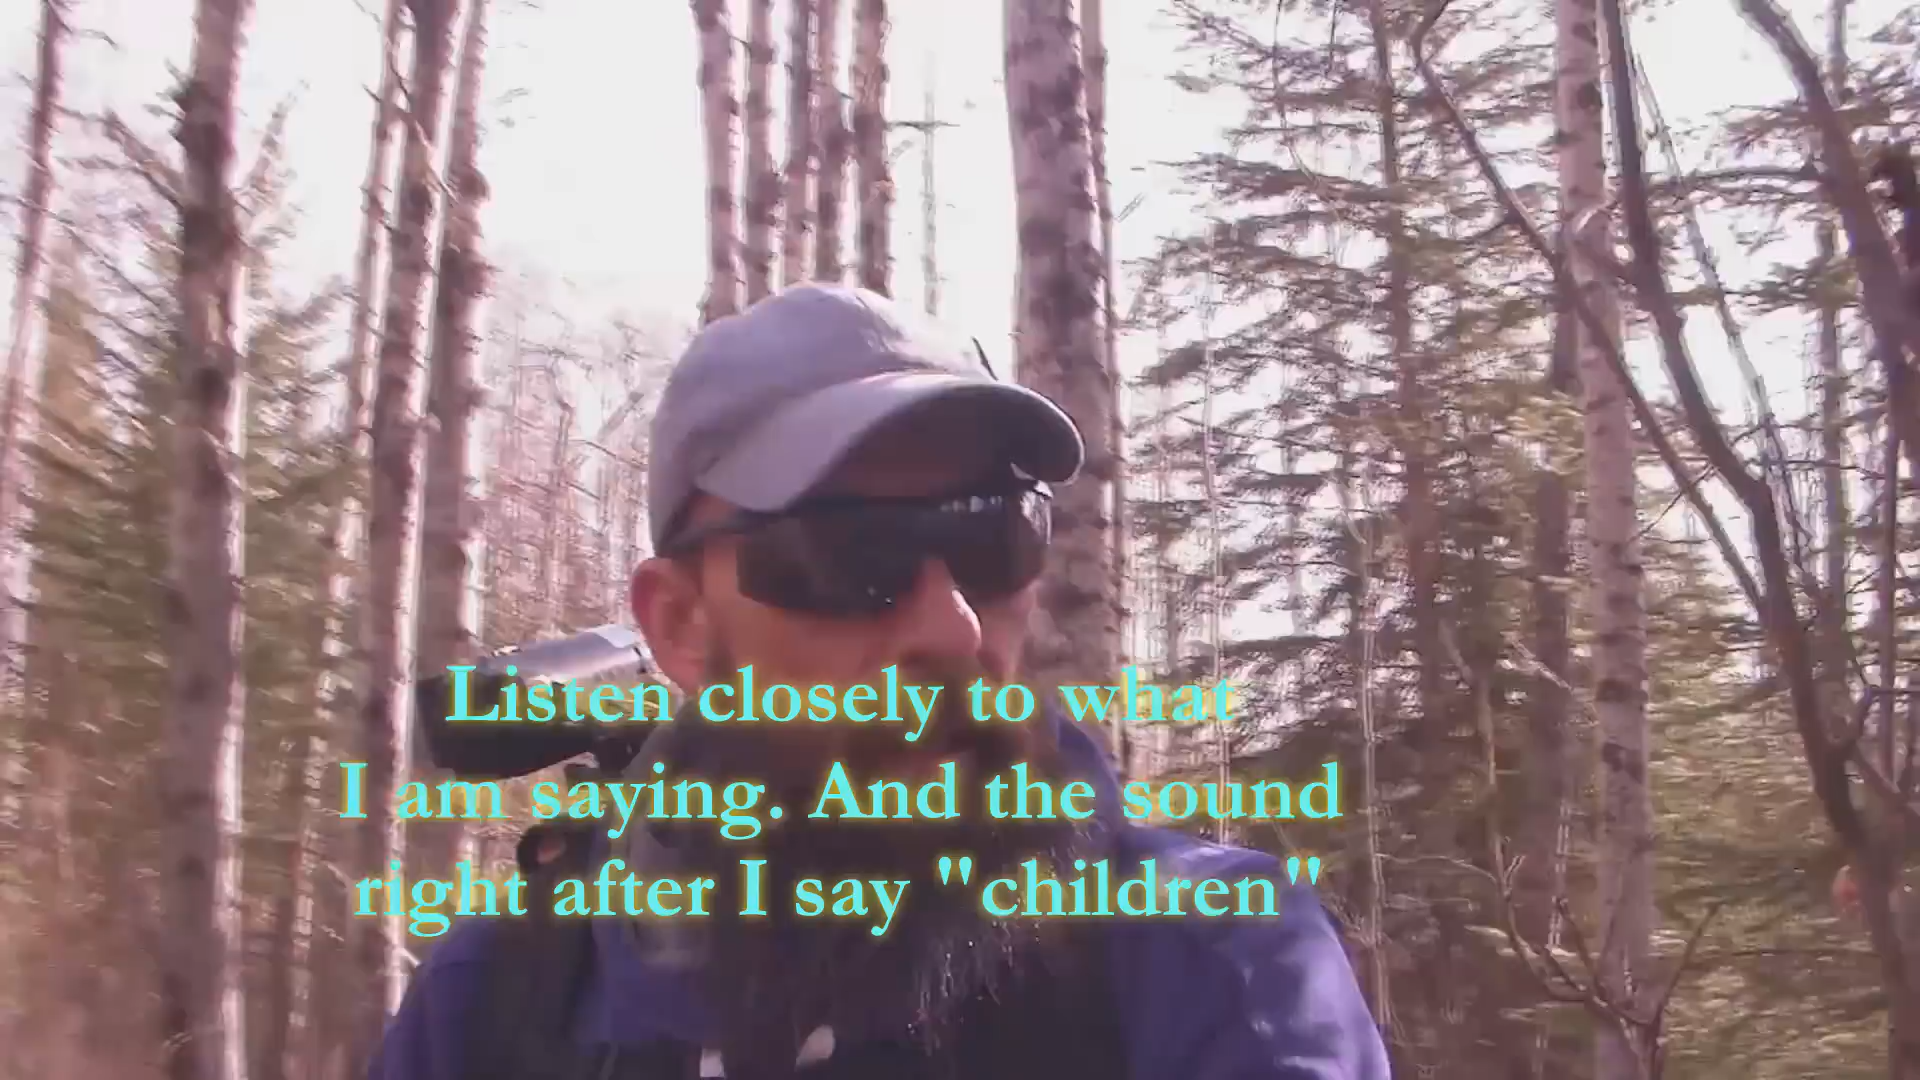 Listen closely to what
I am saying. And the sound
right after I say "children"